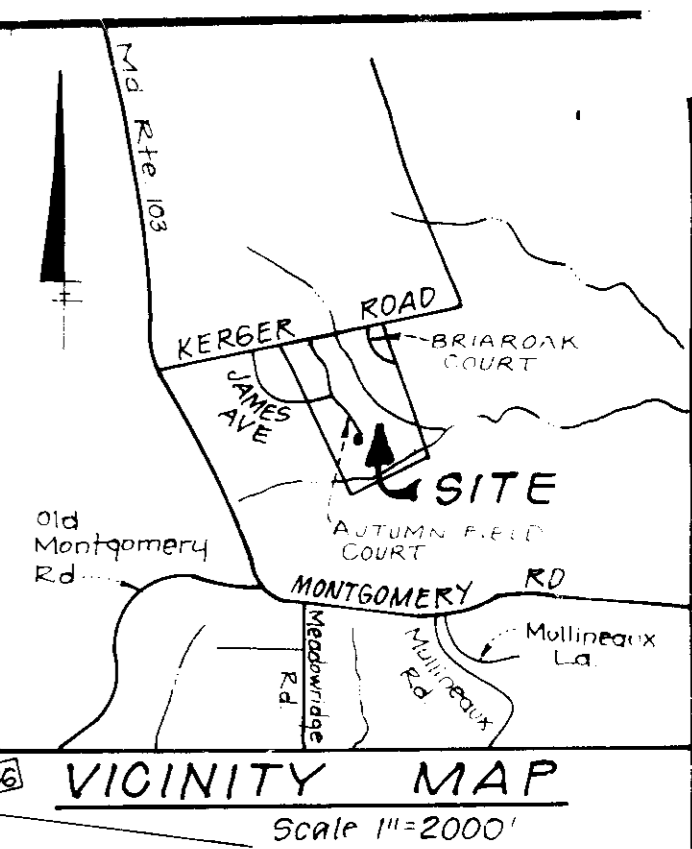 Md Rte. 103
KERGER ROAD
BRIAROAK
COURT
JAMES
AVE
SITE
AUTUMN FIELD
COURT
Old
Montgomery
Rd
MONTGOMERY RD
Meadowridge
Rd.
Mullineaux
Rd.
Mullineaux
La.
6
VICINITY MAP
Scale 1"=2000'